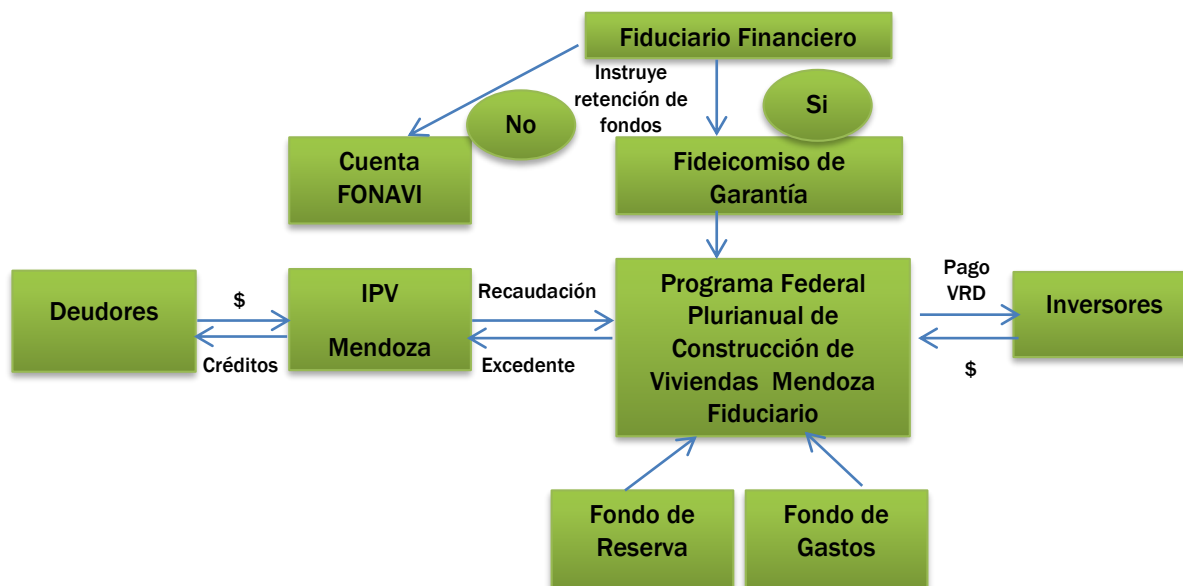 Fiduciario Financiero
Instruye
retención de
fondos
No
Si
Cuenta
FONAVI
Fideicomiso de
Garantía
Deudores
$
Créditos
IPV
Mendoza
Recaudación
Excedente
Programa Federal
Plurianual de
Construcción de
Viviendas Mendoza
Fiduciario
Pago
VRD
$
Inversores
Fondo de
Reserva
Fondo de
Gastos